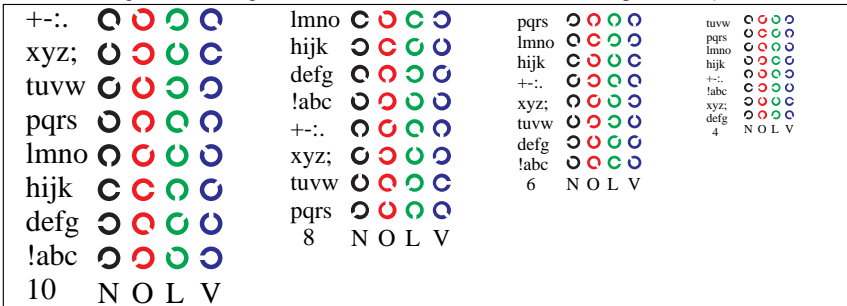 +-:.
xyz;
tuvw
pqrs
lmno
hijk
defg
!abc
10 N O L V
lmno
hijk
defg
!abc
+-:.
xyz;
tuvw
pqrs
8 N O L V
pqrs
lmno
hijk
+-:.
xyz;
tuvw
defg
!abc
6 N O L V
tuvw
pqrs
lmno
hijk
+-:.
!abc
xyz;
defg
4 N O L V